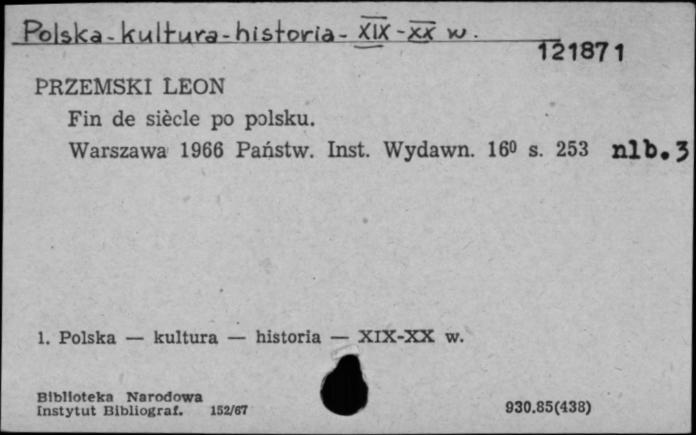 Polska - kultura - historia - XIX - XX w.
121871
PRZEMSKI LEON
Fin de siècle po polsku.
Warszawa 1966 Państw. Inst. Wydawn. 16⁰ s. 253 nlb. 3
1. Polska — kultura — historia — XIX-XX w.
Biblioteka Narodowa
Instytut Bibliograf. 152/67
930.85(438)